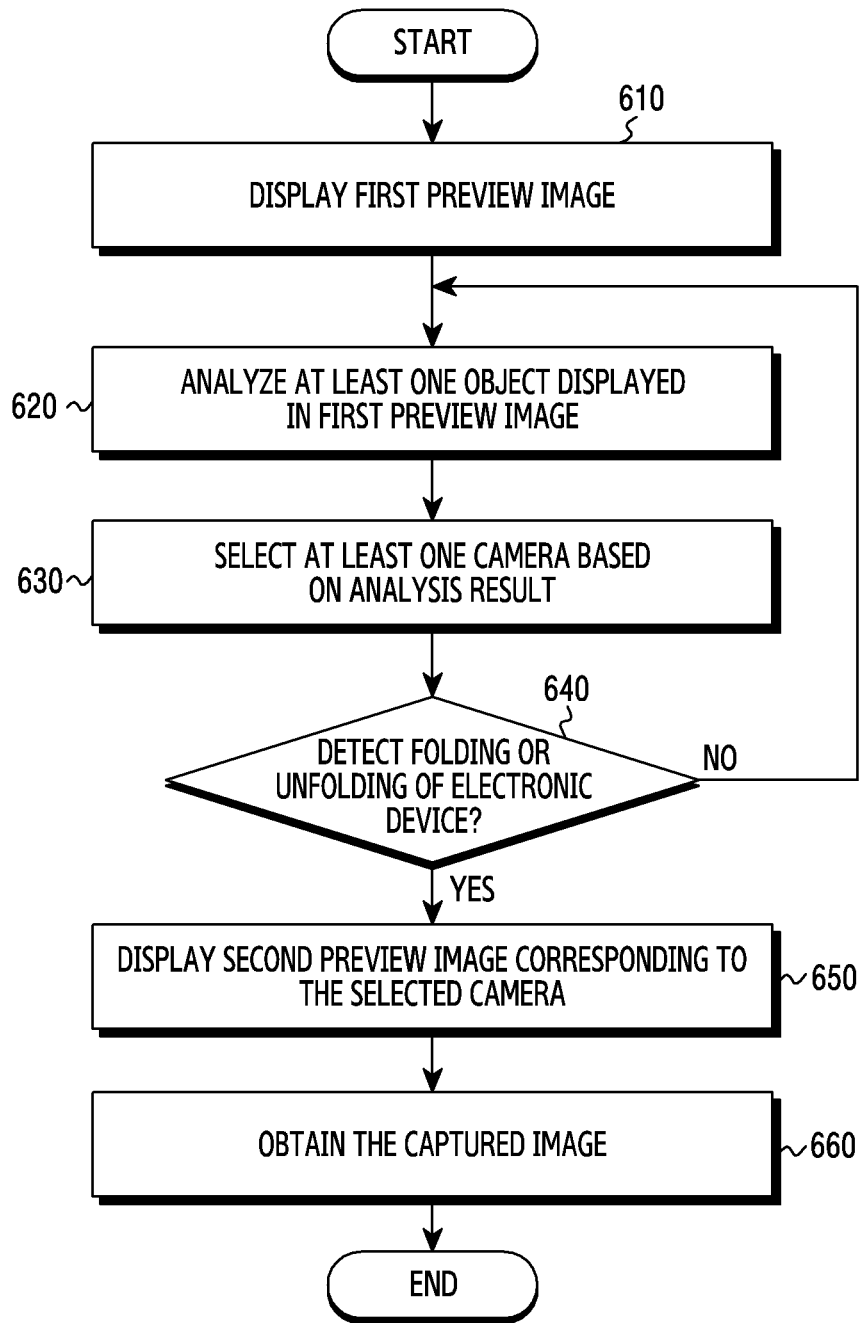 START
610
DISPLAY FIRST PREVIEW IMAGE
620
ANALYZE AT LEAST ONE OBJECT DISPLAYED
IN FIRST PREVIEW IMAGE
630
SELECT AT LEAST ONE CAMERA BASED
ON ANALYSIS RESULT
640
DETECT FOLDING OR
UNFOLDING OF ELECTRONIC
DEVICE?
NO
YES
DISPLAY SECOND PREVIEW IMAGE CORRESPONDING TO
THE SELECTED CAMERA
650
OBTAIN THE CAPTURED IMAGE
660
END